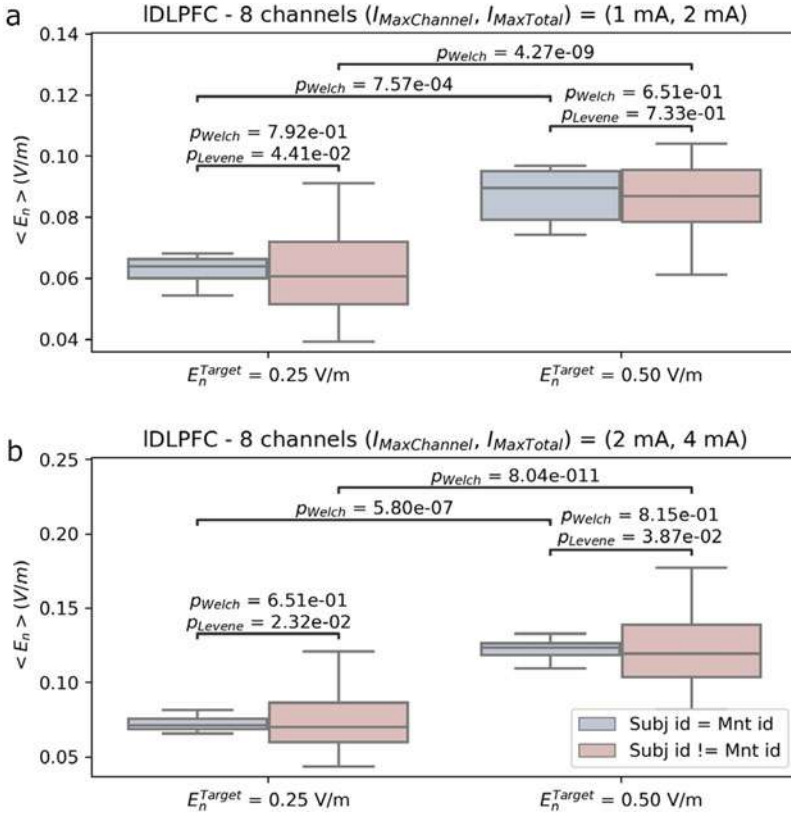 a
lDLPFC - 8 channels (I_MaxChannel, I_MaxTotal) = (1 mA, 2 mA)
0.14
0.12
0.10
0.08
0.06
0.04
< E_n > (V/m)
p_Welch = 4.27e-09
p_Welch = 7.57e-04
p_Welch = 7.92e-01
p_Levene = 4.41e-02
p_Welch = 6.51e-01
p_Levene = 7.33e-01
E_n^Target = 0.25 V/m
E_n^Target = 0.50 V/m
b
lDLPFC - 8 channels (I_MaxChannel, I_MaxTotal) = (2 mA, 4 mA)
0.25
0.20
0.15
0.10
0.05
< E_n > (V/m)
p_Welch = 8.04e-011
p_Welch = 5.80e-07
p_Welch = 6.51e-01
p_Levene = 2.32e-02
p_Welch = 8.15e-01
p_Levene = 3.87e-02
Subj id = Mnt id
Subj id != Mnt id
E_n^Target = 0.25 V/m
E_n^Target = 0.50 V/m